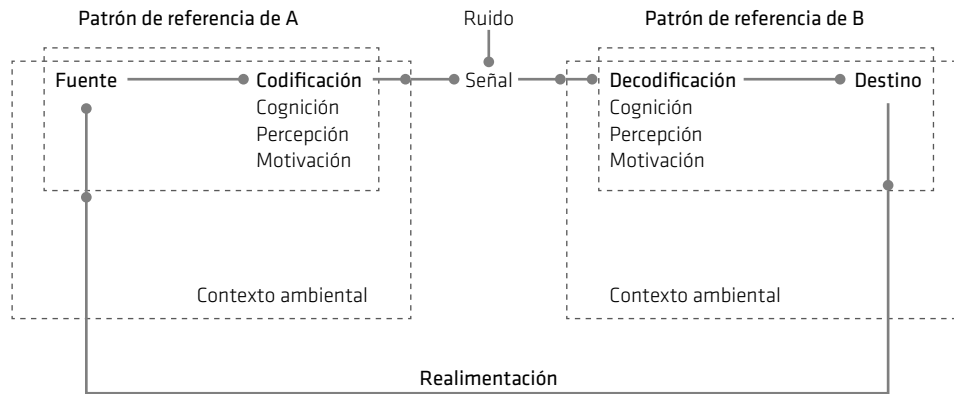 Patrón de referencia de A
Ruido
Patrón de referencia de B
Fuente
Codificación
Señal
Decodificación
Destino
Cognición
Percepción
Motivación
Cognición
Percepción
Motivación
Contexto ambiental
Contexto ambiental
Realimentación